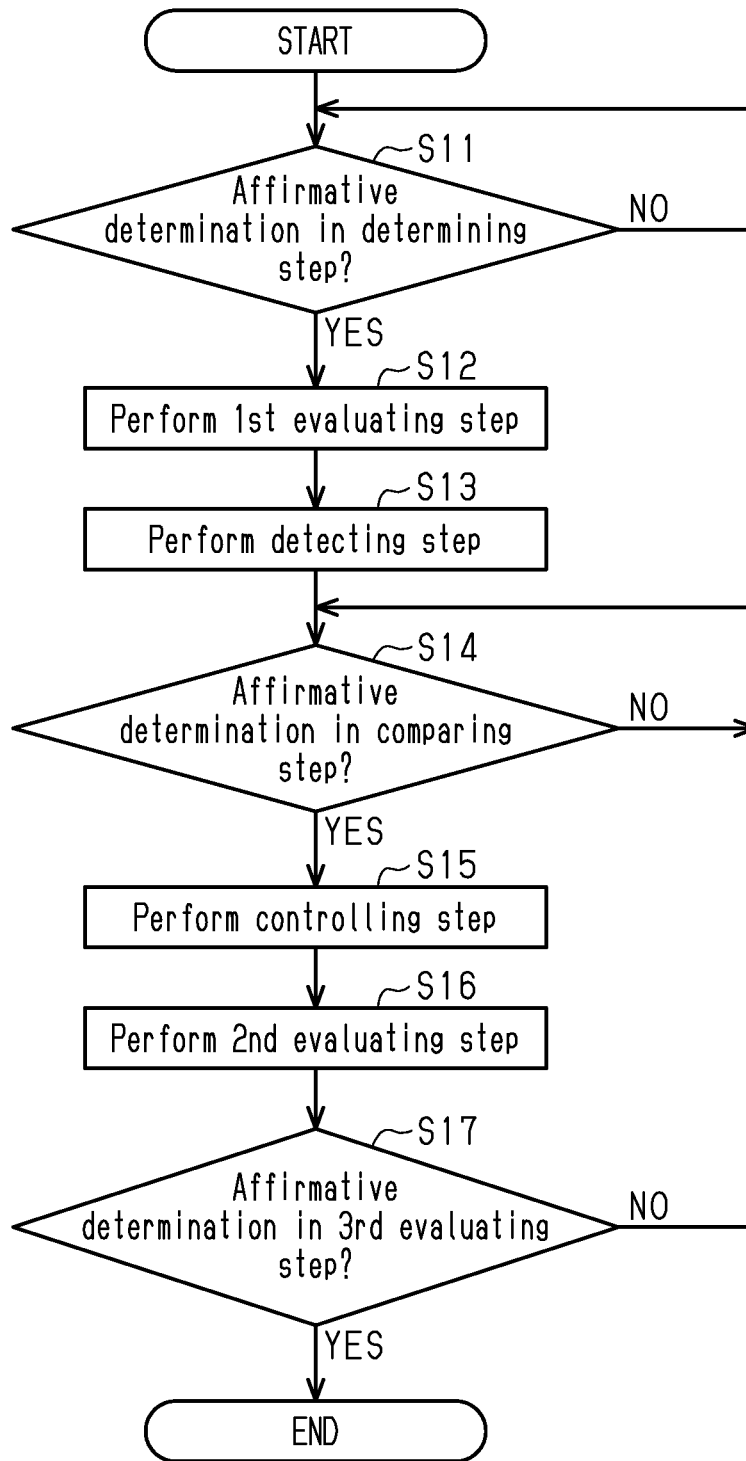 START
S11
Affirmative
determination in determining
step?
NO
YES
S12
Perform 1st evaluating step
S13
Perform detecting step
S14
Affirmative
determination in comparing
step?
NO
YES
S15
Perform controlling step
S16
Perform 2nd evaluating step
S17
Affirmative
determination in 3rd evaluating
step?
NO
YES
END